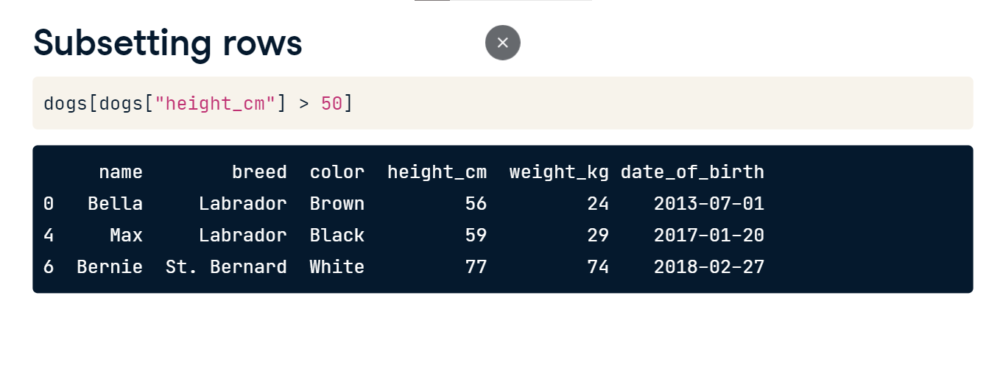 Subsetting rows
dogs[dogs["height_cm"] > 50]
name breed color height_cm weight_kg date_of_birth
0 Bella Labrador Brown 56 24 2013-07-01
4 Max Labrador Black 59 29 2017-01-20
6 Bernie St. Bernard White 77 74 2018-02-27